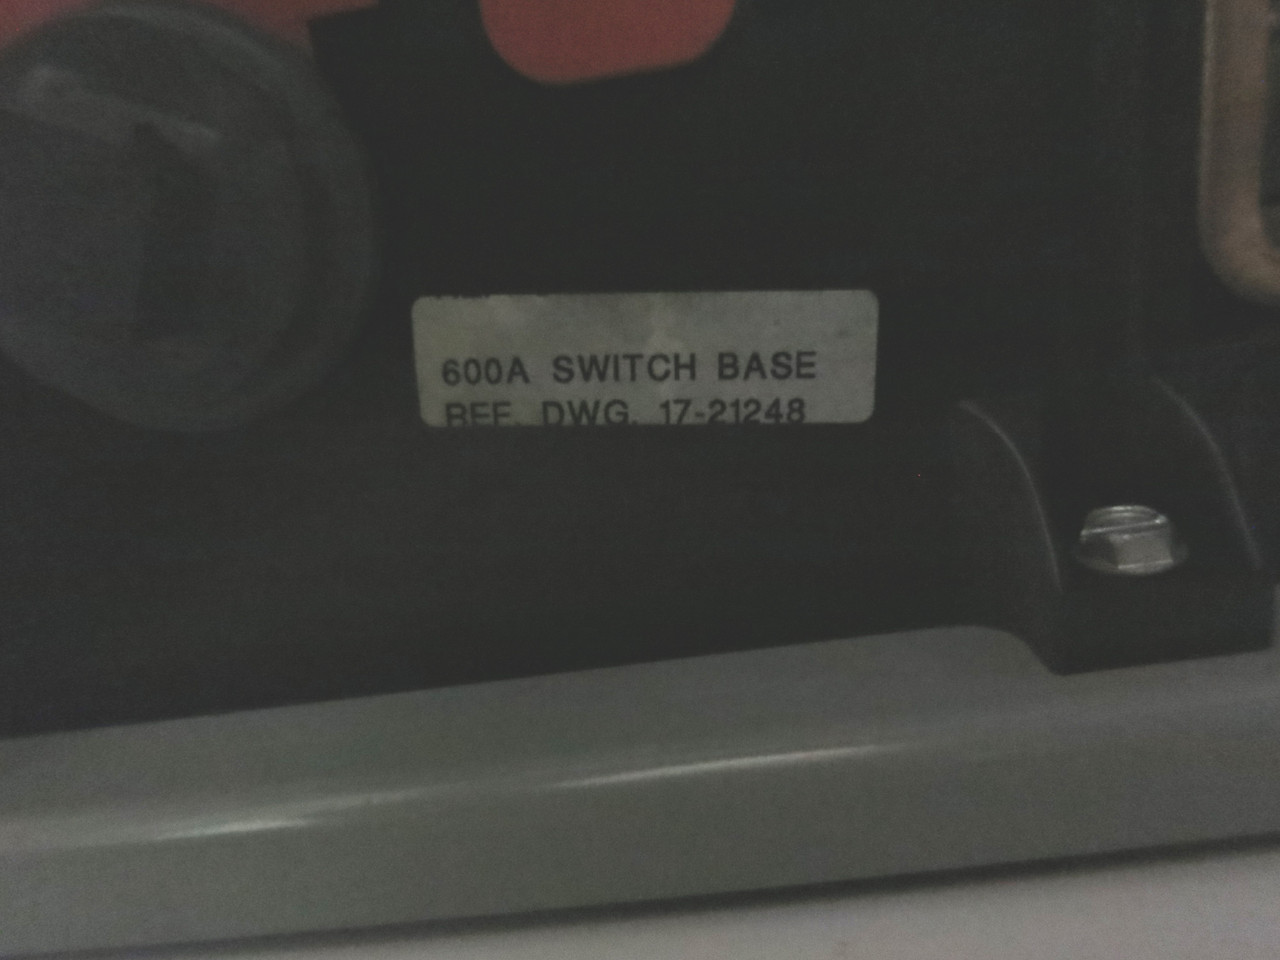 600A SWITCH BASE
REF. DWG. 17-21248